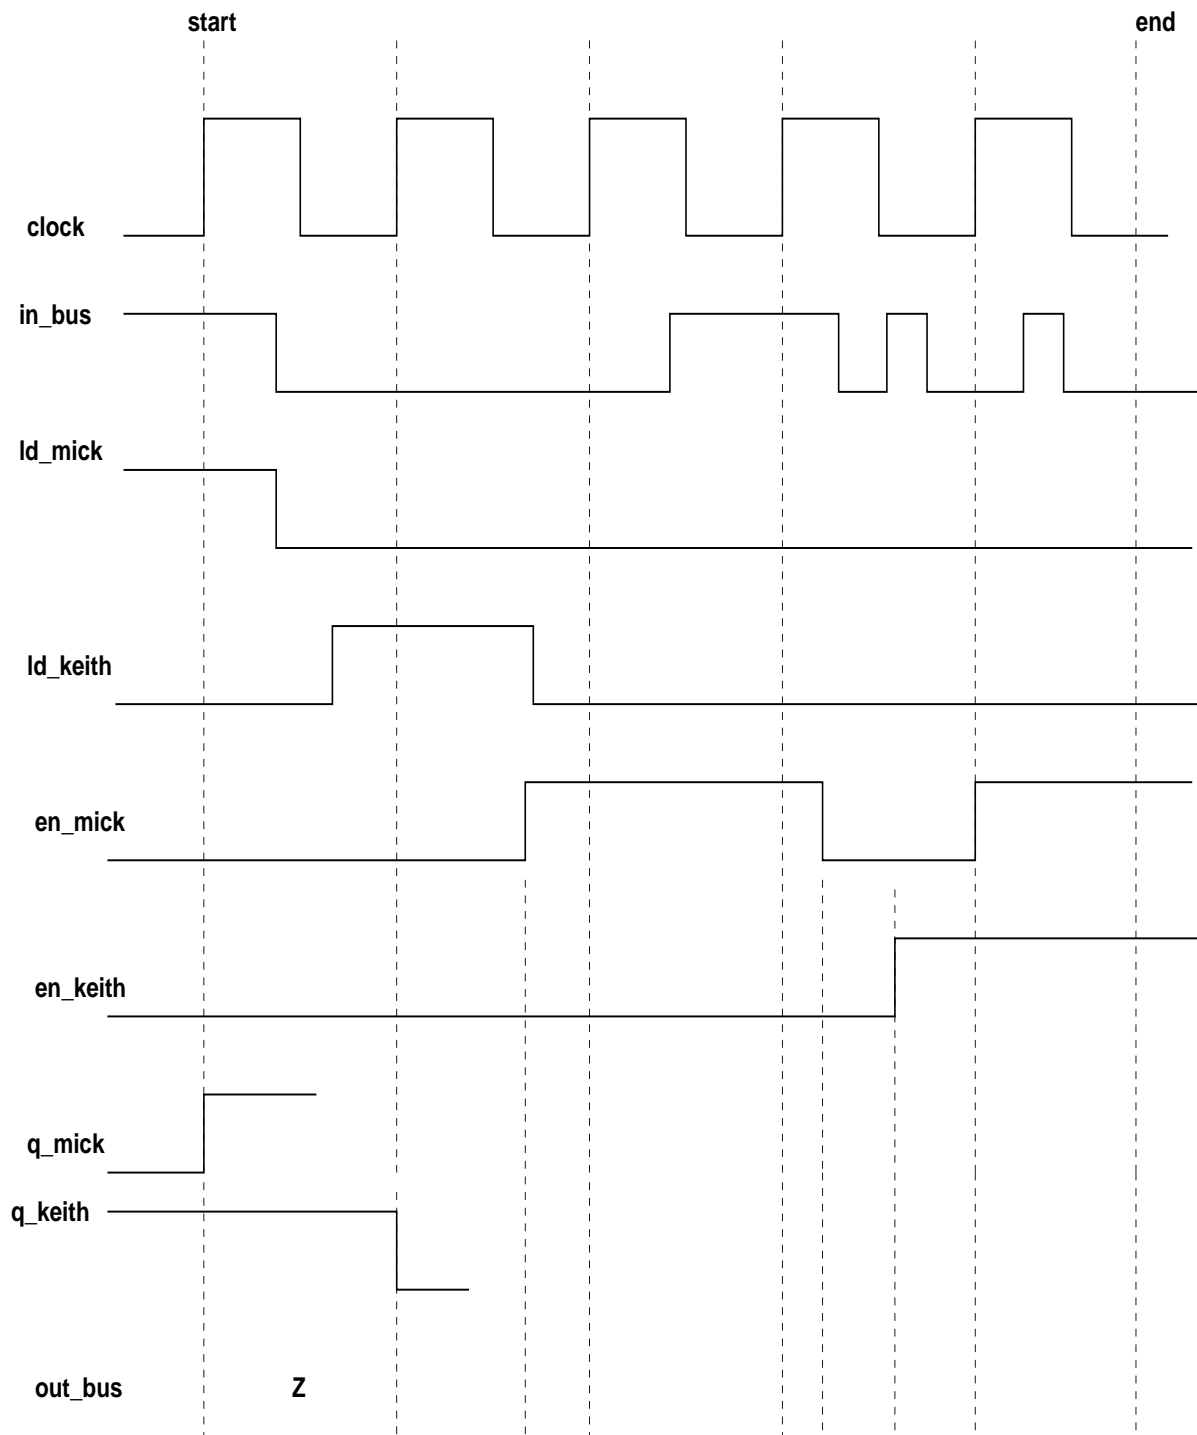 start
end
clock
in_bus
ld_mick
ld_keith
en_mick
en_keith
q_mick
q_keith
out_bus
Z